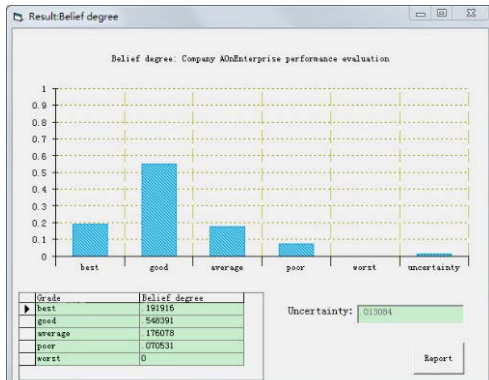 Result:Belief degree
Belief degree: Company AOnEnterprise performance evaluation
1
0.9
0.8
0.7
0.6
0.5
0.4
0.3
0.2
0.1
0
best good average poor worst uncertainty
Grade Belief degree
best .191916
good .548391
average .176078
poor .070531
worst 0
Uncertainty: .013084
Report